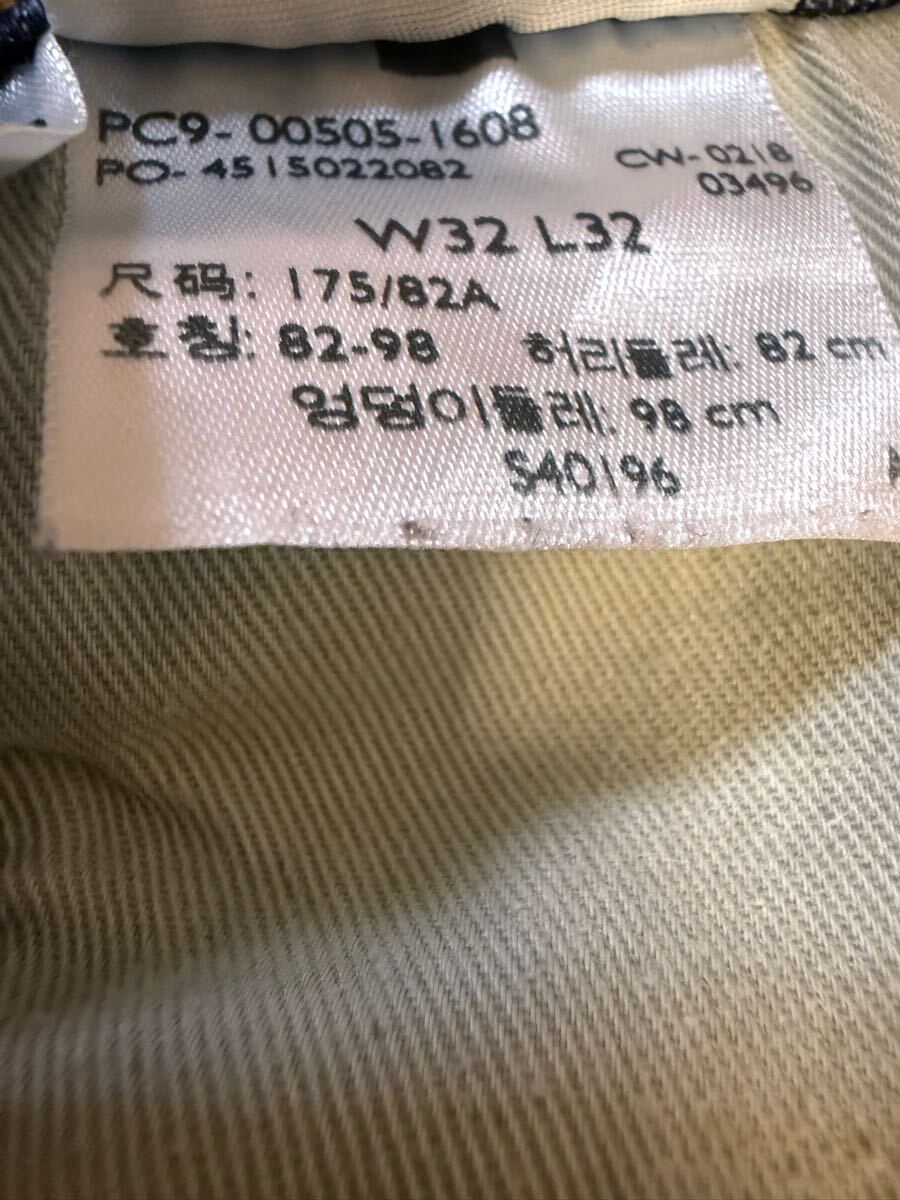 PC9-00505-1608
PO-4515022082
CW-0218
03496
W32 L32
尺码: 175/82A
호칭: 82-98 허리둘레: 82 cm
엉덩이둘레: 98 cm
S40196